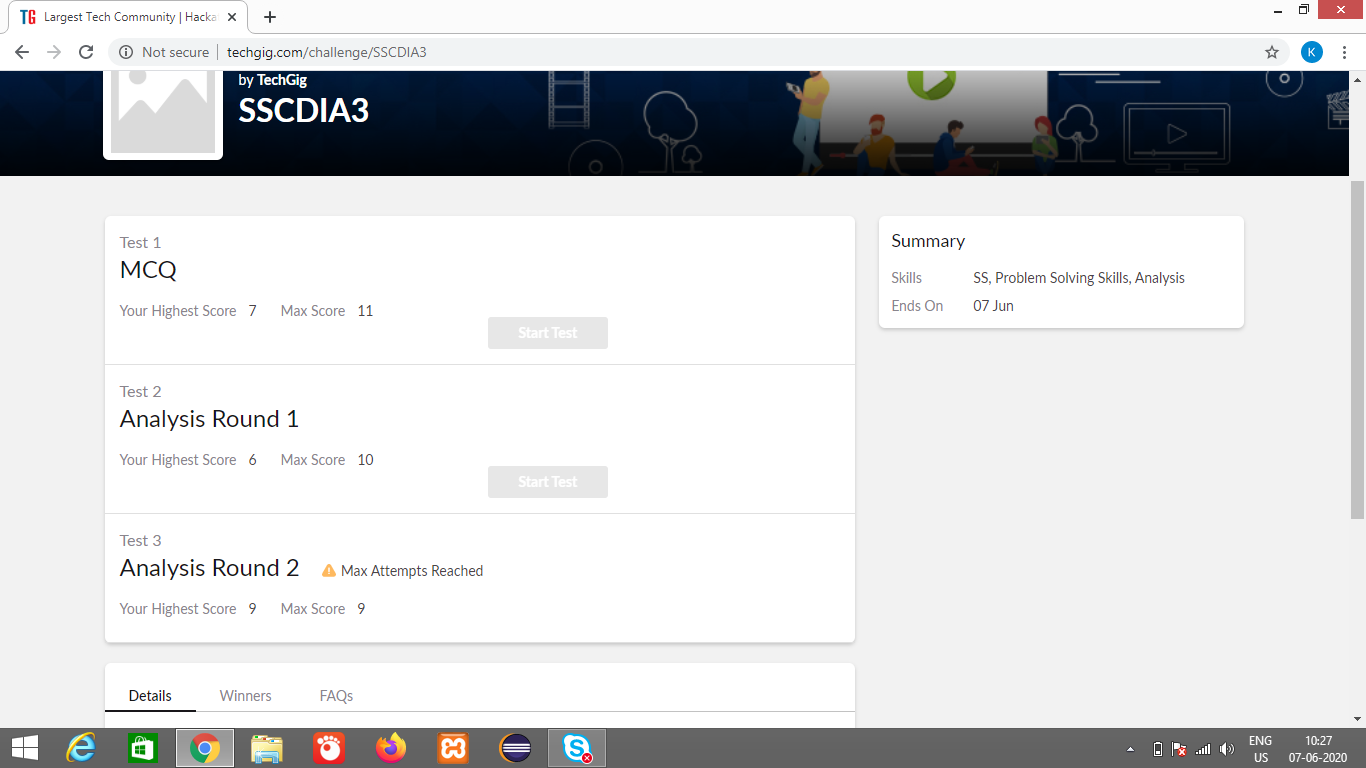 TG Largest Tech Community | Hacka
Not secure | techgig.com/challenge/SSCDIA3
K
by TechGig
SSCDIA3
Test 1
MCQ
Your Highest Score 7 Max Score 11
Start Test
Test 2
Analysis Round 1
Your Highest Score 6 Max Score 10
Start Test
Test 3
Analysis Round 2 Max Attempts Reached
Your Highest Score 9 Max Score 9
Details Winners FAQs
Summary
Skills SS, Problem Solving Skills, Analysis
Ends On 07 Jun
ENG
US
10:27
07-06-2020